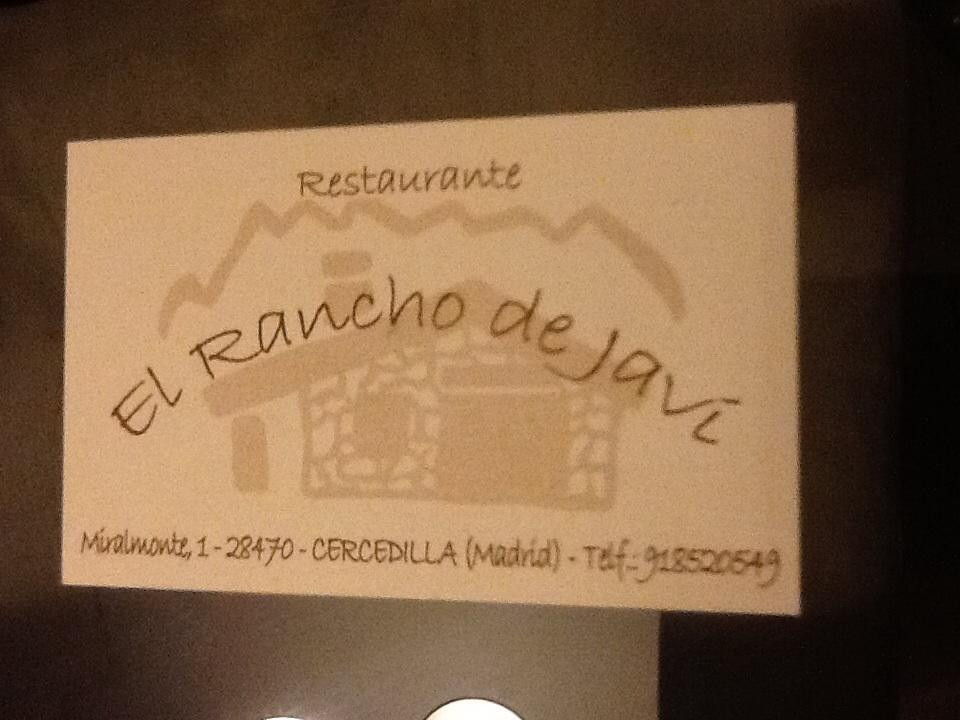 Restaurante
El Rancho de Javi
Miralmonte, 1 - 28470 - CERCEDILLA (Madrid) - Telf.: 918520549